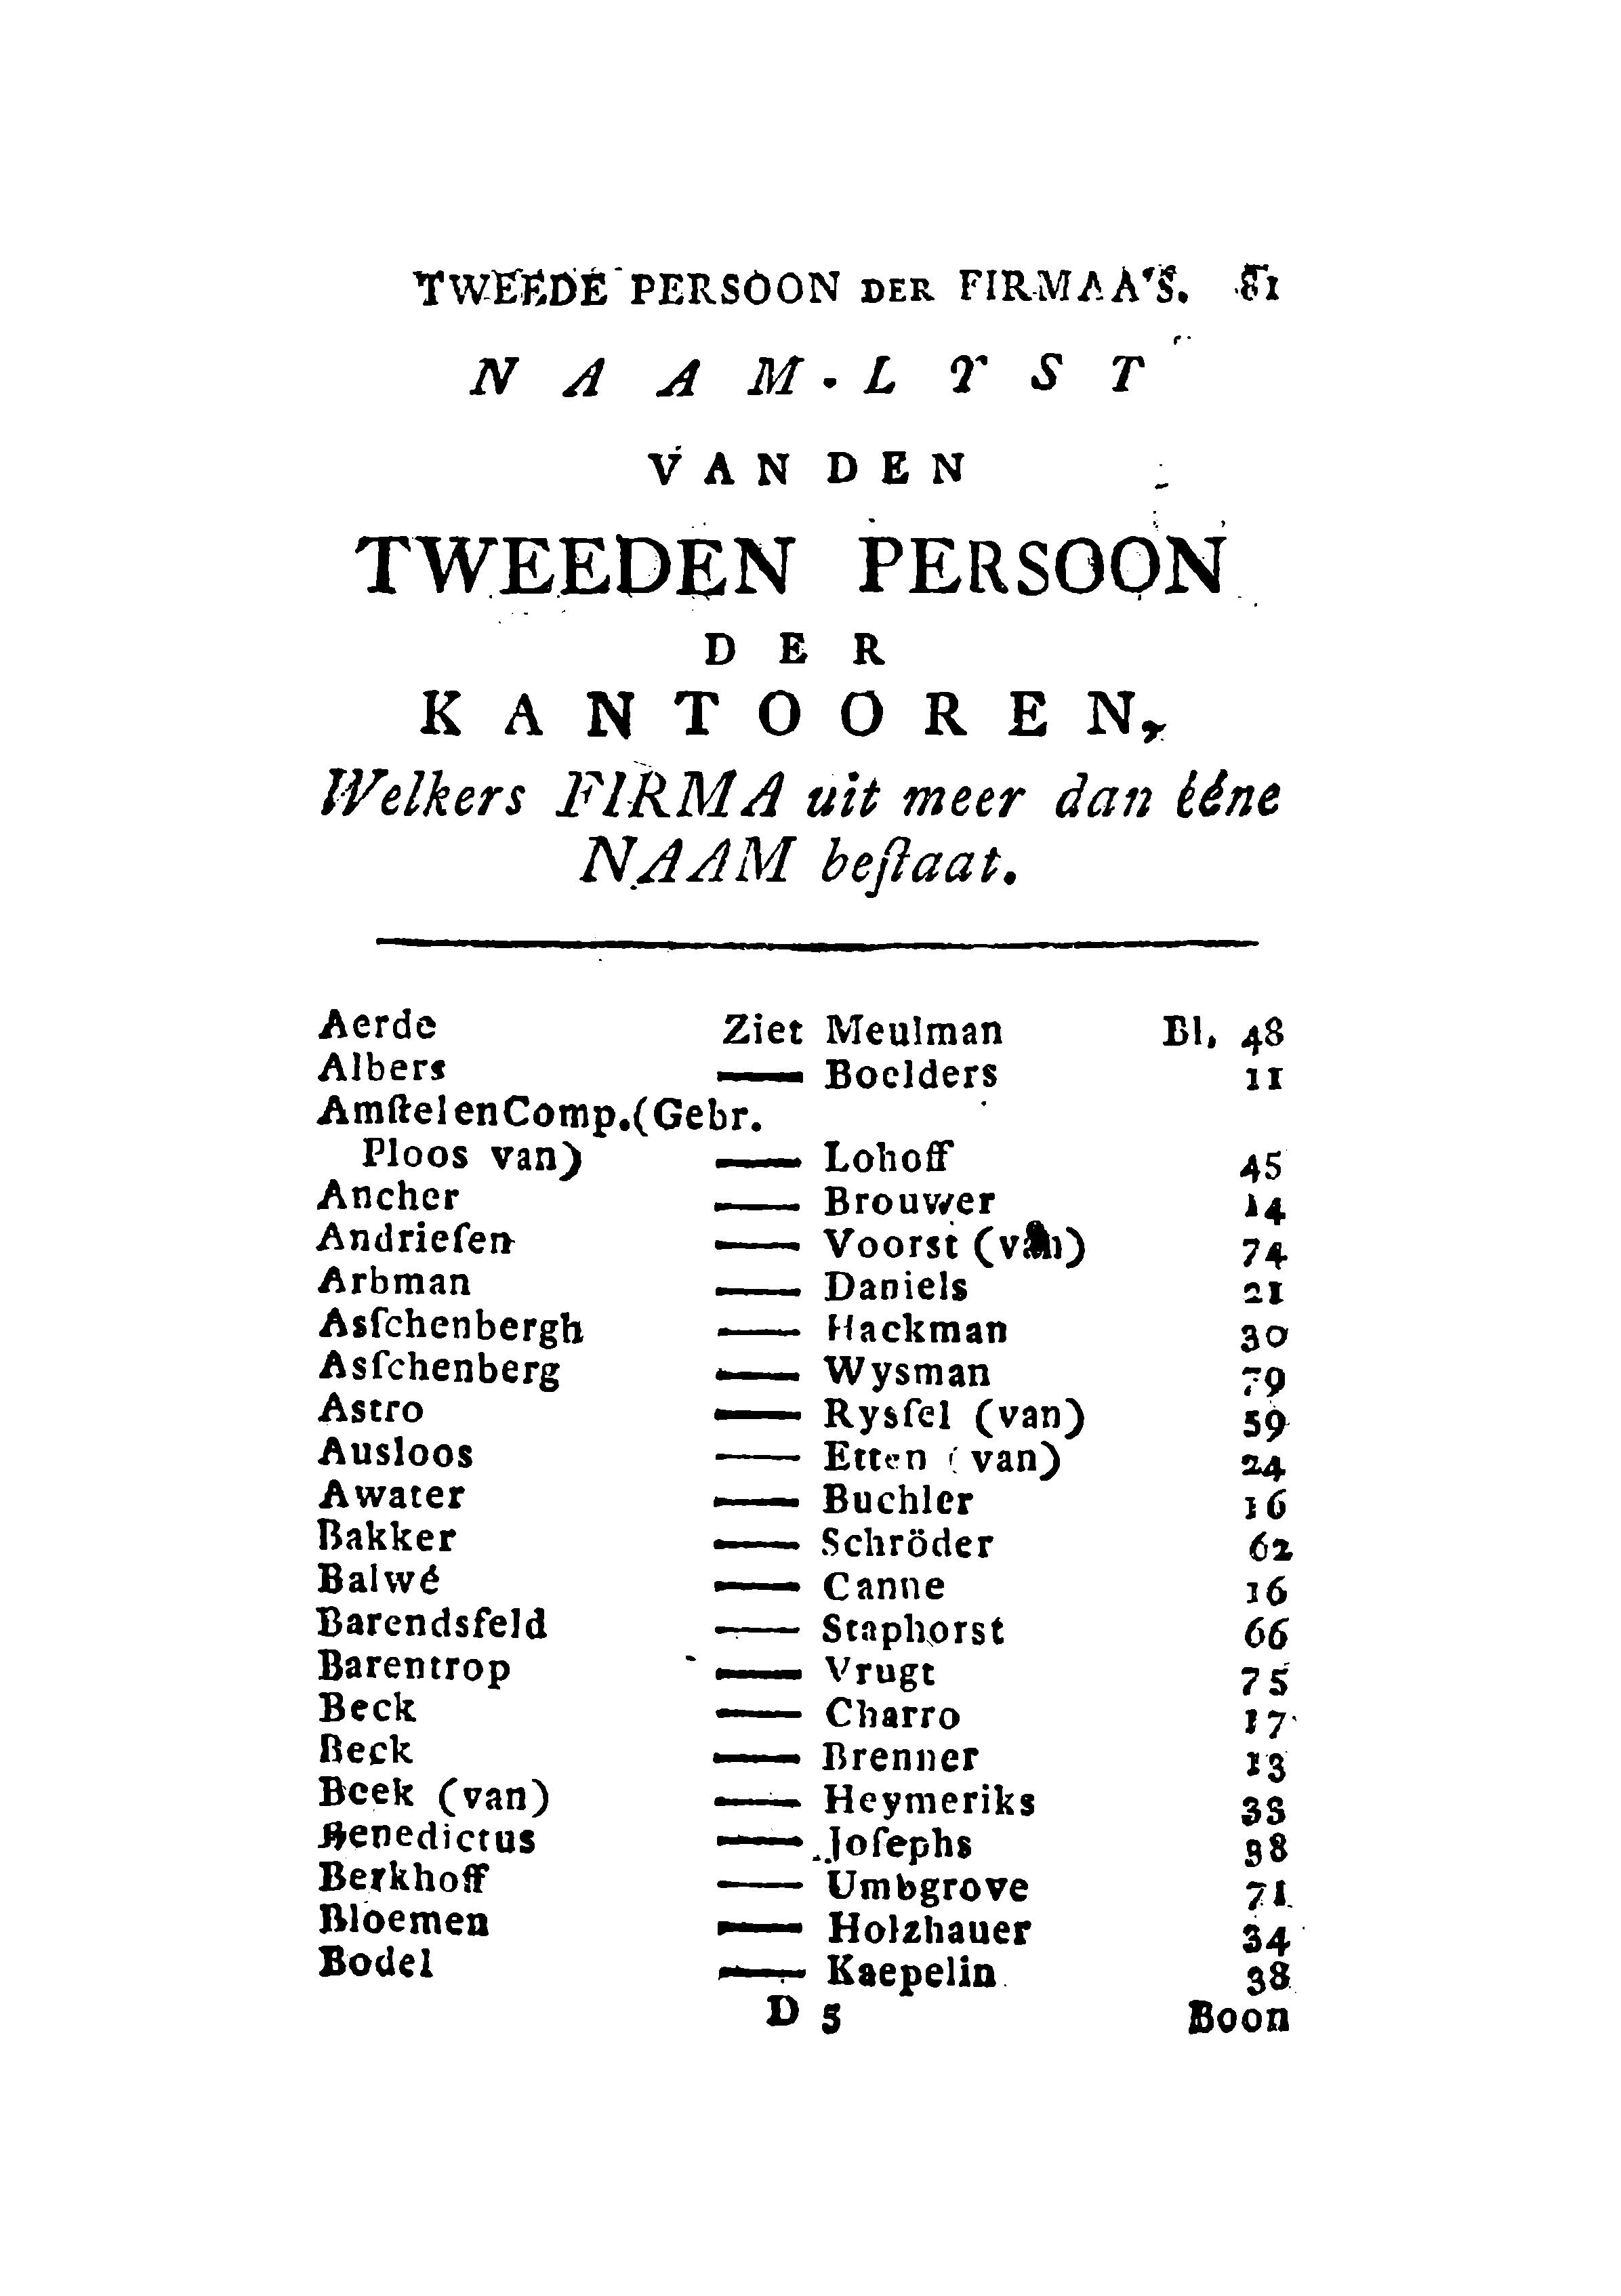 TWEEDE PERSOON DER FIRMAA'S. 81
NAAM-LYST
VAN DEN
TWEEDEN PERSOON
DER
KANTOOREN,
Welkers FIRMA uit meer dan ééne
NAAM beſtaat.
Aerde Ziet Meulman Bl. 48
Albers —— Boelders 11
Amſtel en Comp. (Gebr.
Ploos van) —— Lohoff 45
Ancher —— Brouwer 14
Andrieſen —— Voorst (van) 74
Arbman —— Daniels 21
Asſchenbergh —— Hackman 30
Asſchenberg —— Wysman 79
Astro —— Rysſel (van) 59
Ausloos —— Etten (van) 24
Awater —— Buchler 16
Bakker —— Schröder 62
Balwé —— Canne 16
Barendsfeld —— Staphorst 66
Barentrop —— Vrugt 75
Beck —— Charro 17
Beck —— Brenner 13
Beek (van) —— Heymeriks 33
Benedictus —— Joſephs 38
Berkhoff —— Umbgrove 71
Bloemen —— Holzhauer 34
Bodel —— Kaepelin 38
D 5 Boon